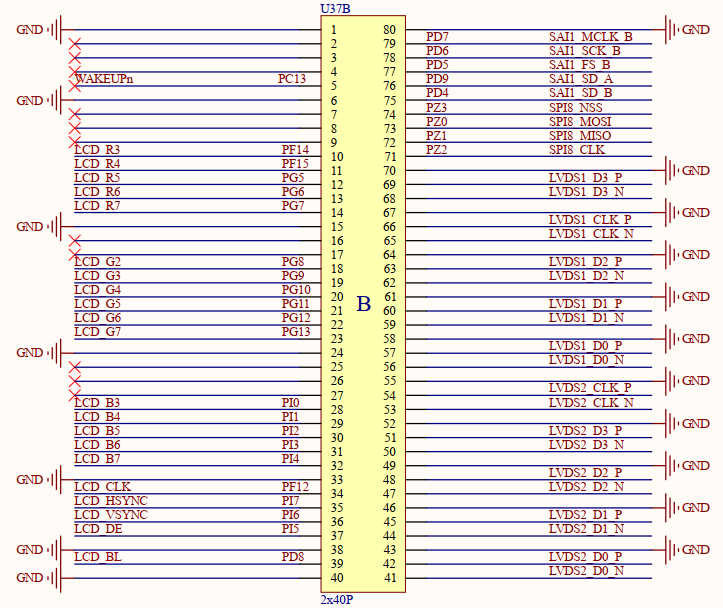 U37B
GND 1 80 GND
2 79 PD7 SAI1_MCLK_B
3 78 PD6 SAI1_SCK_B
4 77 PD5 SAI1_FS_B
WAKEUPn PC13 5 76 PD9 SAI1_SD_A
GND 6 75 PD4 SAI1_SD_B
7 74 PZ3 SPI8_NSS
8 73 PZ0 SPI8_MOSI
9 72 PZ1 SPI8_MISO
LCD_R3 PF14 10 71 PZ2 SPI8_CLK
LCD_R4 PF15 11 70 GND
LCD_R5 PG5 12 69 LVDS1_D3_P
LCD_R6 PG6 13 68 LVDS1_D3_N
LCD_R7 PG7 14 67 GND
GND 15 66 LVDS1_CLK_P
16 65 LVDS1_CLK_N
17 64 GND
LCD_G2 PG8 18 63 LVDS1_D2_P
LCD_G3 PG9 19 62 LVDS1_D2_N
LCD_G4 PG10 20 61 GND
B
LCD_G5 PG11 21 60 LVDS1_D1_P
LCD_G6 PG12 22 59 LVDS1_D1_N
LCD_G7 PG13 23 58 GND
GND 24 57 LVDS1_D0_P
25 56 LVDS1_D0_N
26 55 GND
27 54 LVDS2_CLK_P
LCD_B3 PI0 28 53 LVDS2_CLK_N
LCD_B4 PI1 29 52 GND
LCD_B5 PI2 30 51 LVDS2_D3_P
LCD_B6 PI3 31 50 LVDS2_D3_N
LCD_B7 PI4 32 49 GND
GND 33 48 LVDS2_D2_P
LCD_CLK PF12 34 47 LVDS2_D2_N
LCD_HSYNC PI7 35 46 GND
LCD_VSYNC PI6 36 45 LVDS2_D1_P
LCD_DE PI5 37 44 LVDS2_D1_N
GND 38 43 GND
LCD_BL PD8 39 42 LVDS2_D0_P
GND 40 41 LVDS2_D0_N
2x40P